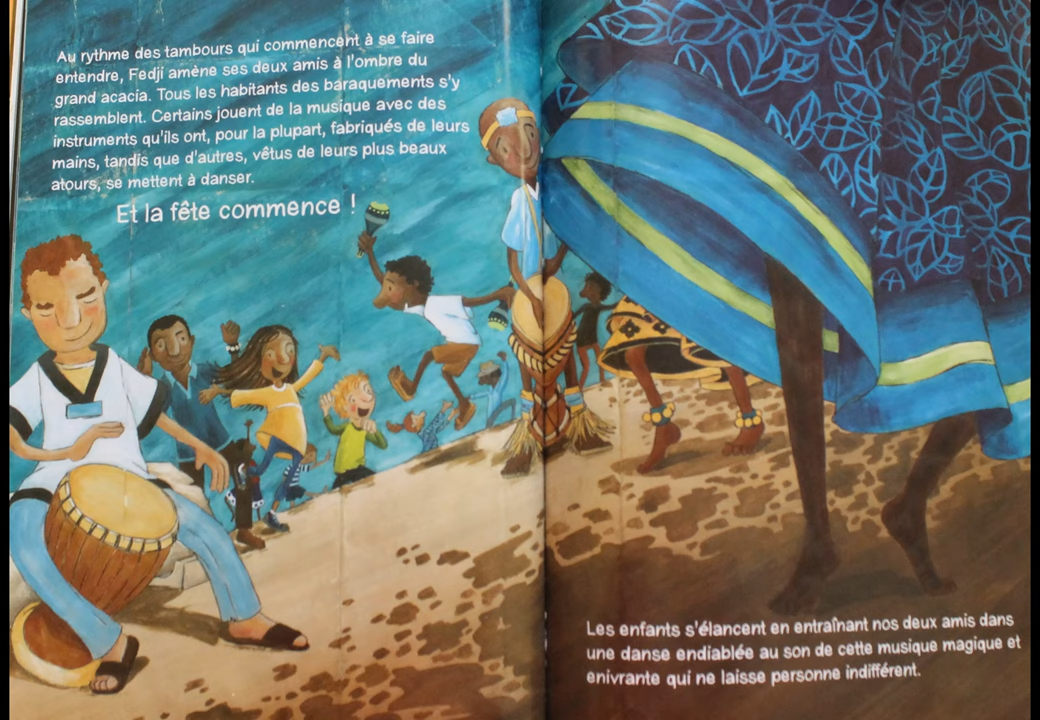 Au rythme des tambours qui commencent à se faire
entendre, Fedji amène ses deux amis à l'ombre du
grand acacia. Tous les habitants des baraquements s'y
rassemblent. Certains jouent de la musique avec des
instruments qu'ils ont, pour la plupart, fabriqués de leurs
mains, tandis que d'autres, vêtus de leurs plus beaux
atours, se mettent à danser.
Et la fête commence !
Les enfants s'élancent en entraînant nos deux amis dans
une danse endiablée au son de cette musique magique et
enivrante qui ne laisse personne indifférent.